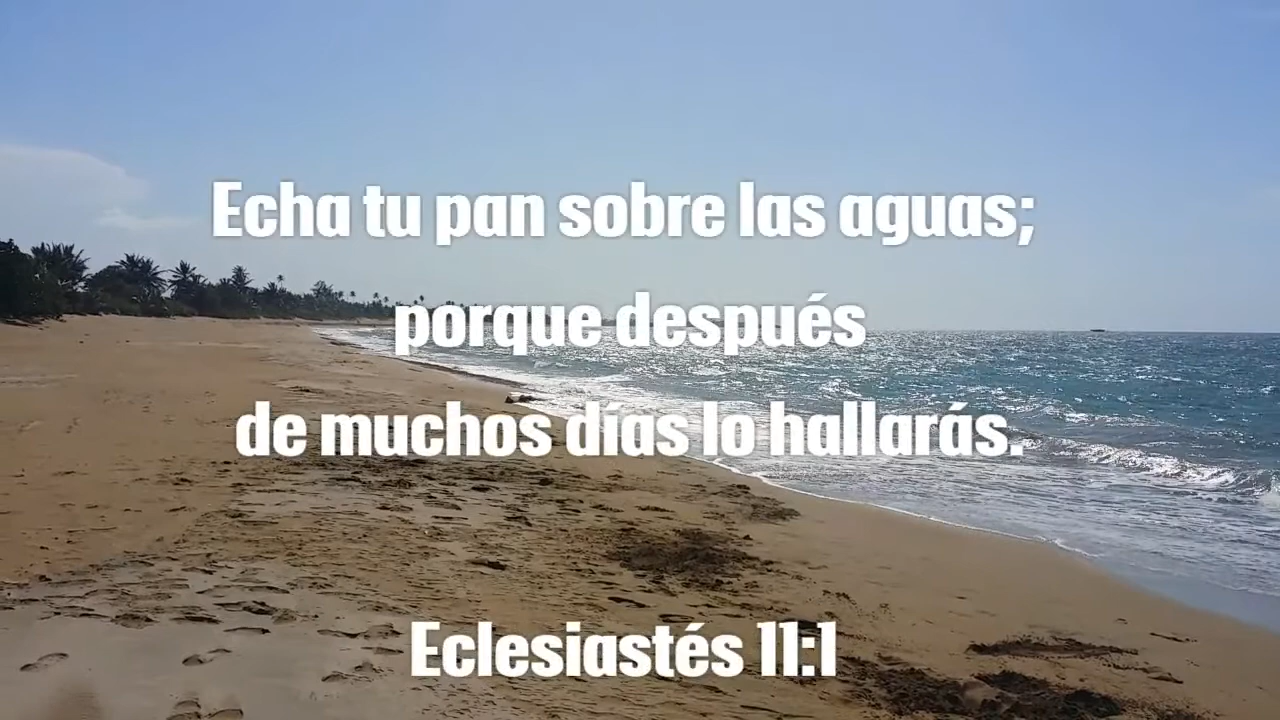 Echa tu pan sobre las aguas;
porque después
de muchos días lo hallarás.
Eclesiastés 11:1